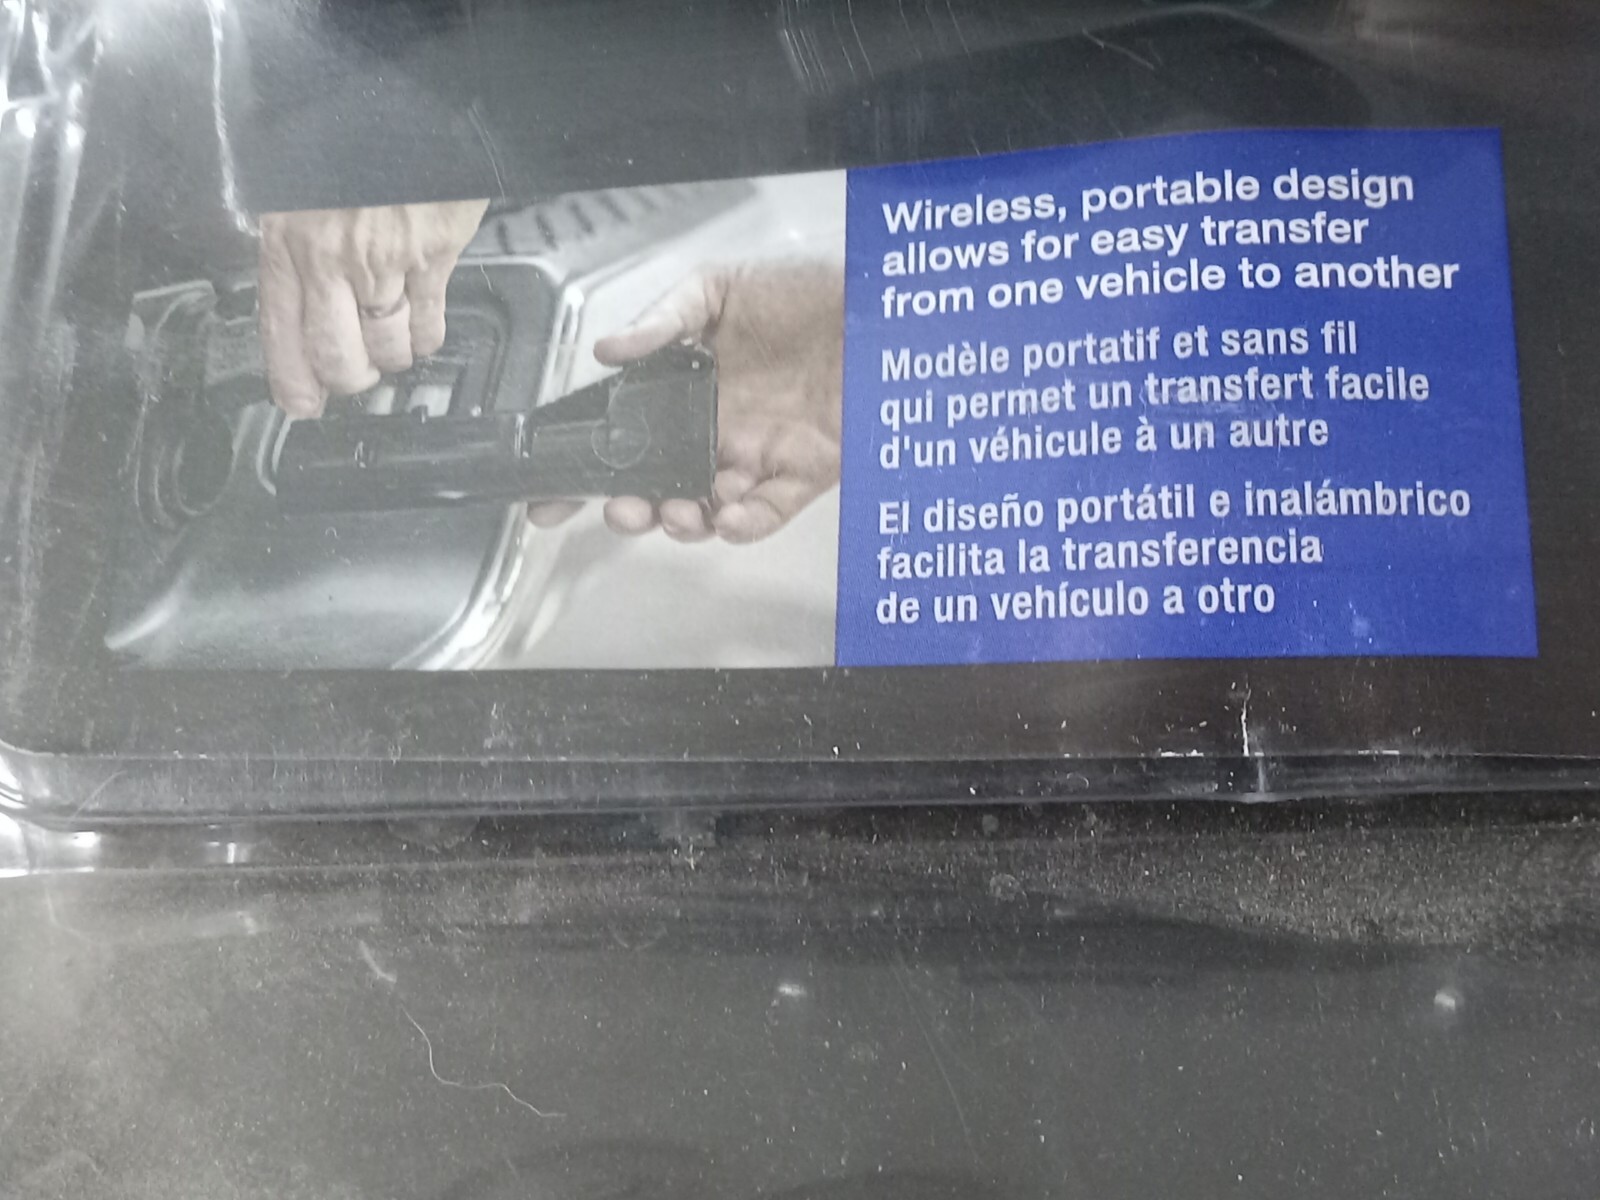 Wireless, portable design
allows for easy transfer
from one vehicle to another
Modèle portatif et sans fil
qui permet un transfert facile
d'un véhicule à un autre
El diseño portátil e inalámbrico
facilita la transferencia
de un vehículo a otro